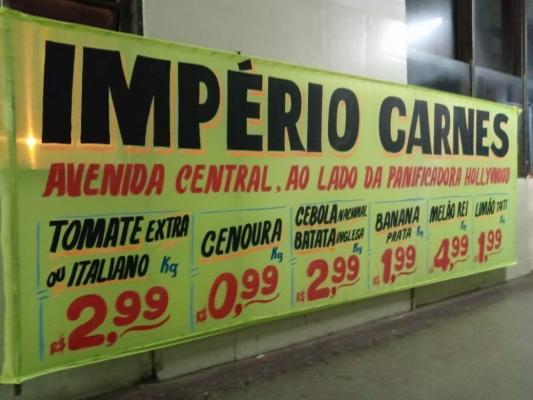 IMPÉRIO CARNES
AVENIDA CENTRAL, AO LADO DA PANIFICADORA HOLLYWOOD
TOMATE EXTRA
OU ITALIANO Kg
R$ 2,99
CENOURA
Kg
R$ 0,99
CEBOLA NACIONAL
BATATA INGLEGA
Kg
R$ 2,99
BANANA
PRATA Kg
R$ 1,99
MELÃO REI
Kg
R$ 4,99
LIMÃO TAITI
Kg
R$ 1,99